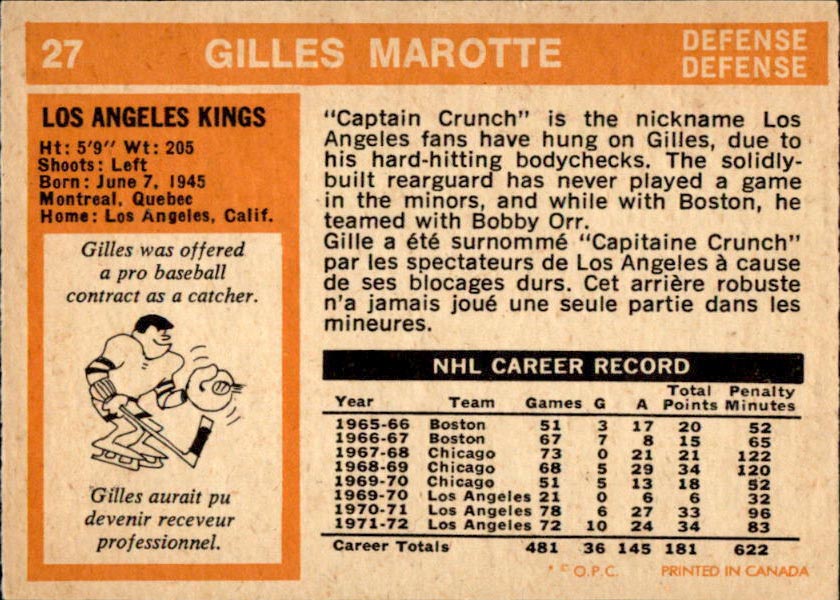 27 GILLES MAROTTE DEFENSE
DEFENSE
LOS ANGELES KINGS
Ht: 5'9" Wt: 205
Shoots: Left
Born: June 7, 1945
Montreal, Quebec
Home: Los Angeles, Calif.
Gilles was offered
a pro baseball
contract as a catcher.
Gilles aurait pu
devenir receveur
professionnel.
"Captain Crunch" is the nickname Los
Angeles fans have hung on Gilles, due to
his hard-hitting bodychecks. The solidly-
built rearguard has never played a game
in the minors, and while with Boston, he
teamed with Bobby Orr.
Gille a été surnommé "Capitaine Crunch"
par les spectateurs de Los Angeles à cause
de ses blocages durs. Cet arrière robuste
n'a jamais joué une seule partie dans les
mineures.
NHL CAREER RECORD
Total Penalty
Year Team Games G A Points Minutes
1965-66 Boston 51 3 17 20 52
1966-67 Boston 67 7 8 15 65
1967-68 Chicago 73 0 21 21 122
1968-69 Chicago 68 5 29 34 120
1969-70 Chicago 51 5 13 18 52
1969-70 Los Angeles 21 0 6 6 32
1970-71 Los Angeles 78 6 27 33 96
1971-72 Los Angeles 72 10 24 34 83
Career Totals 481 36 145 181 622
* © O.P.C. PRINTED IN CANADA